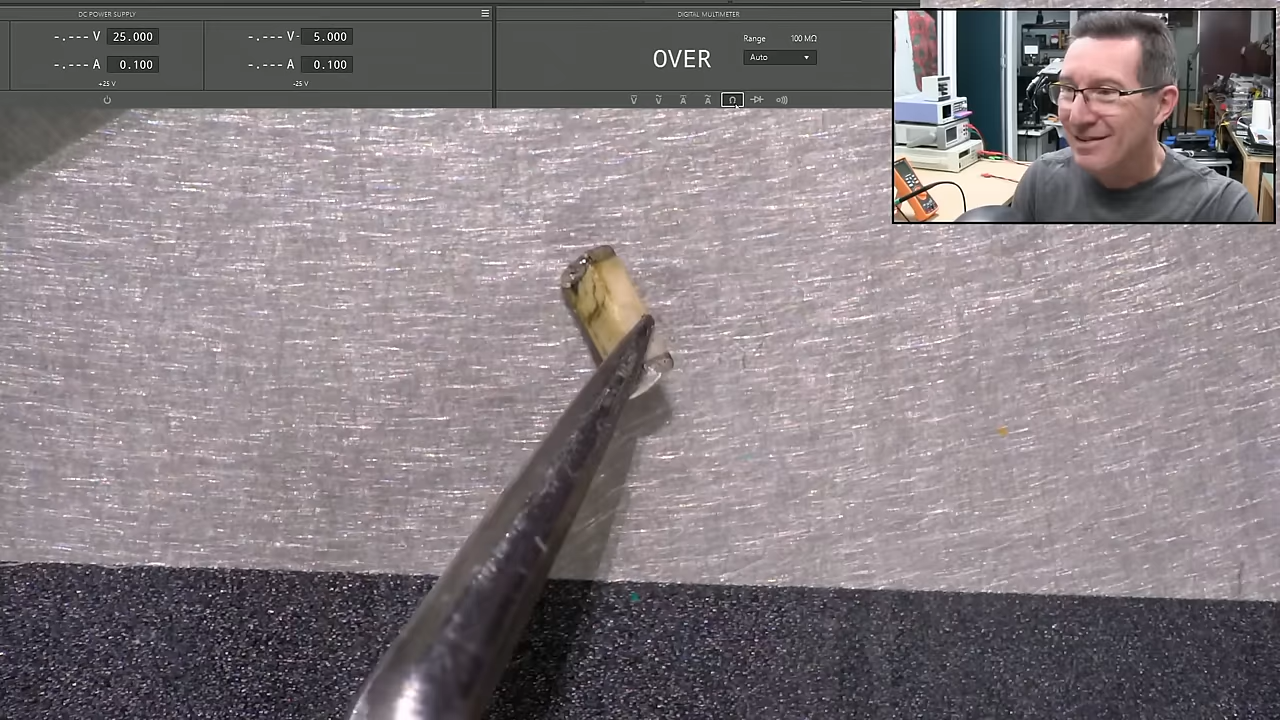 DC POWER SUPPLY
-.--- V 25.000
-.--- A 0.100
+25 V
-.--- V- 5.000
-.--- A 0.100
-25 V
DIGITAL MULTIMETER
OVER
Range 100 MΩ
Auto
V V A A Ω